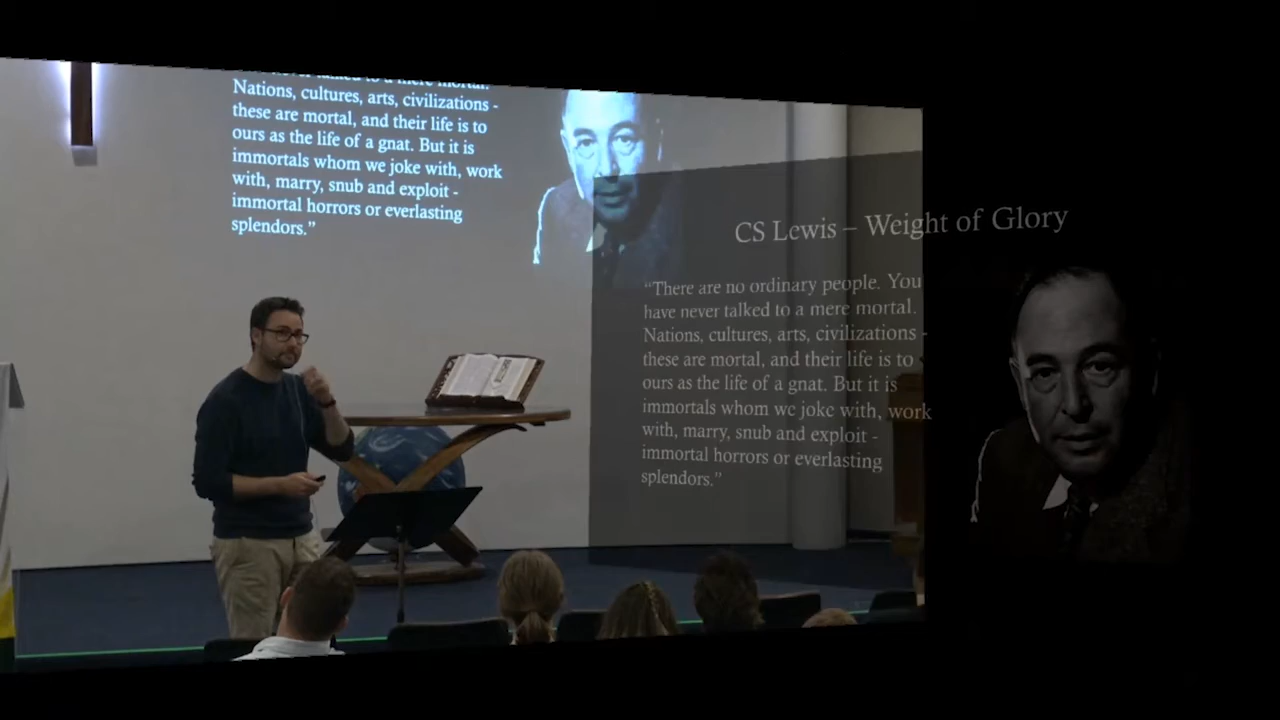 talked to a mere mortal.
Nations, cultures, arts, civilizations -
these are mortal, and their life is to
ours as the life of a gnat. But it is
immortals whom we joke with, work
with, marry, snub and exploit -
immortal horrors or everlasting
splendors.”
CS Lewis – Weight of Glory
“There are no ordinary people. You
have never talked to a mere mortal.
Nations, cultures, arts, civilizations -
these are mortal, and their life is to
ours as the life of a gnat. But it is
immortals whom we joke with, work
with, marry, snub and exploit -
immortal horrors or everlasting
splendors.”